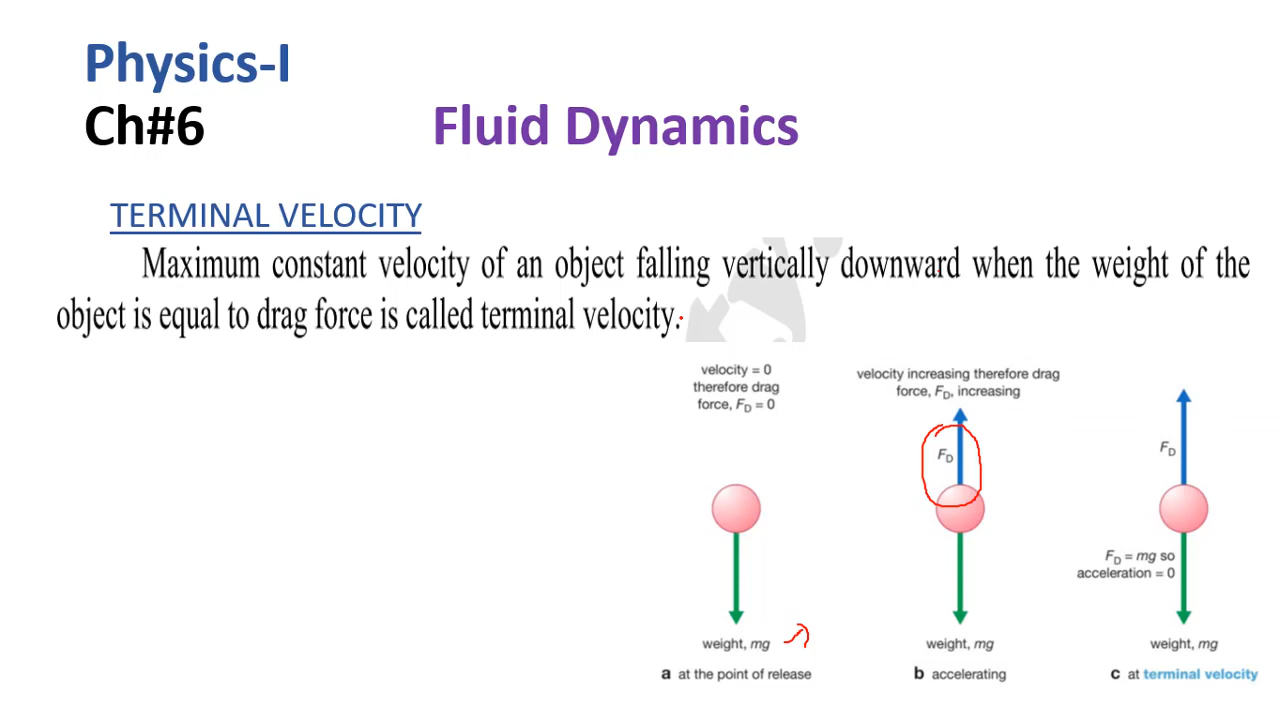 Physics-I
Ch#6 Fluid Dynamics
TERMINAL VELOCITY
Maximum constant velocity of an object falling vertically downward when the weight of the
object is equal to drag force is called terminal velocity.
velocity = 0
therefore drag
force, FD = 0
weight, mg
a at the point of release
velocity increasing therefore drag
force, FD, increasing
FD
weight, mg
b accelerating
FD
FD = mg so
acceleration = 0
weight, mg
c at terminal velocity